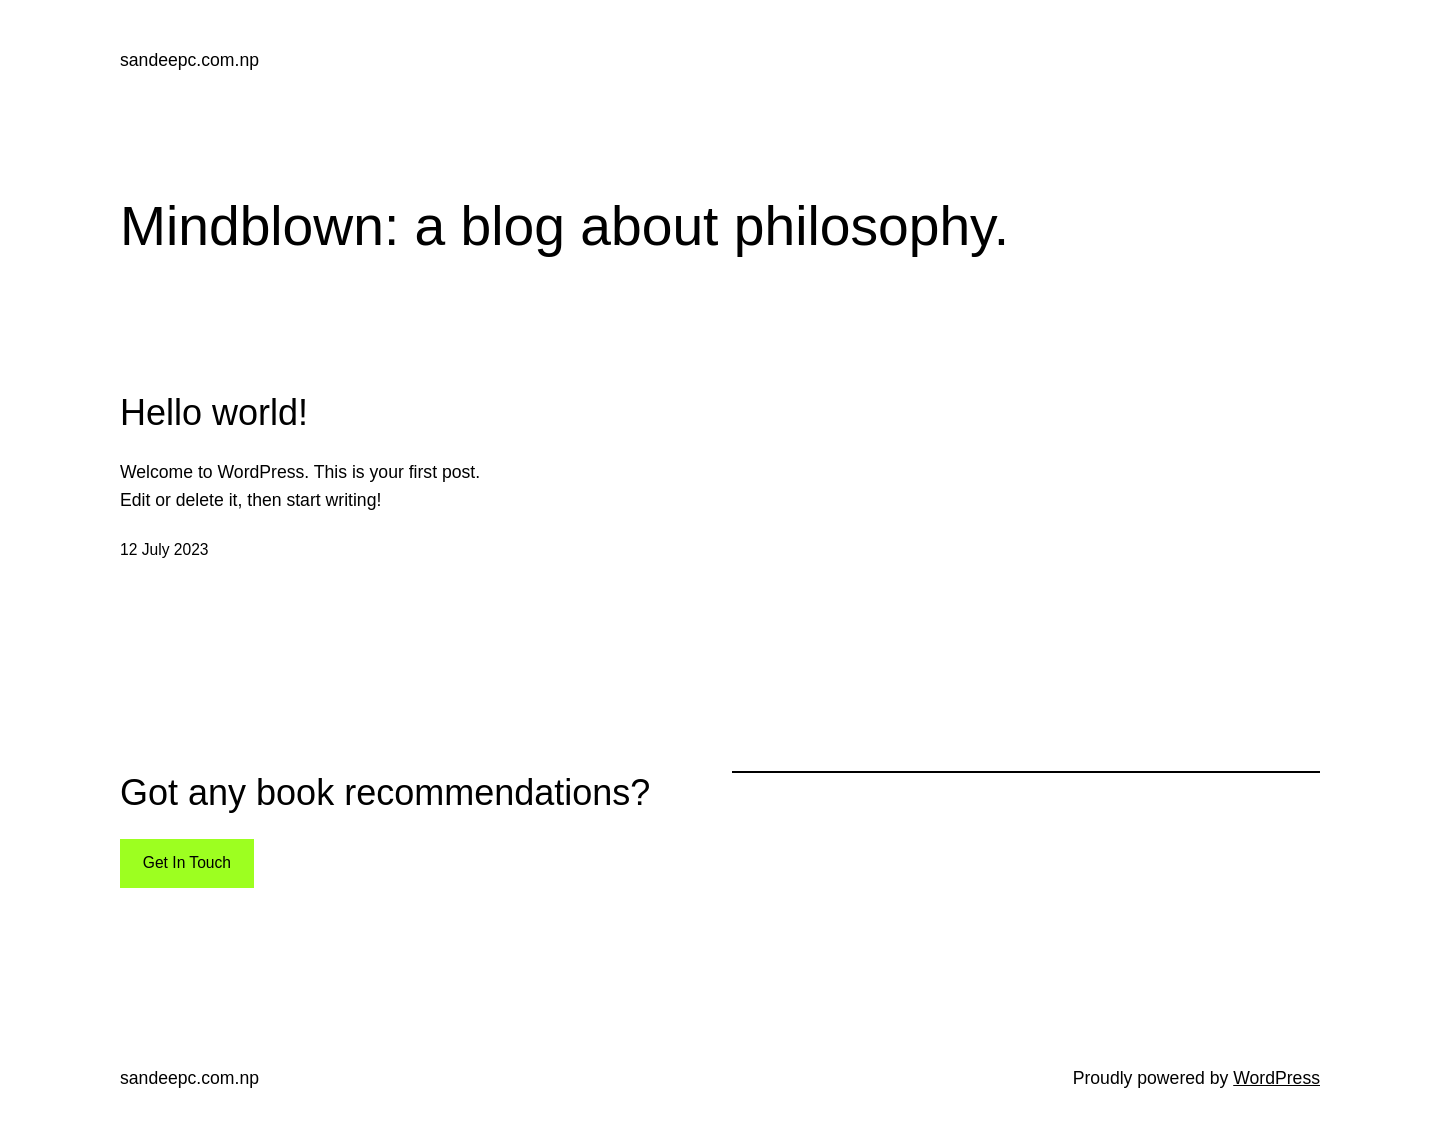 sandeepc.com.np
Mindblown: a blog about philosophy.
Hello world!
Welcome to WordPress. This is your first post.
Edit or delete it, then start writing!
12 July 2023
Got any book recommendations?
Get In Touch
sandeepc.com.np
Proudly powered by WordPress